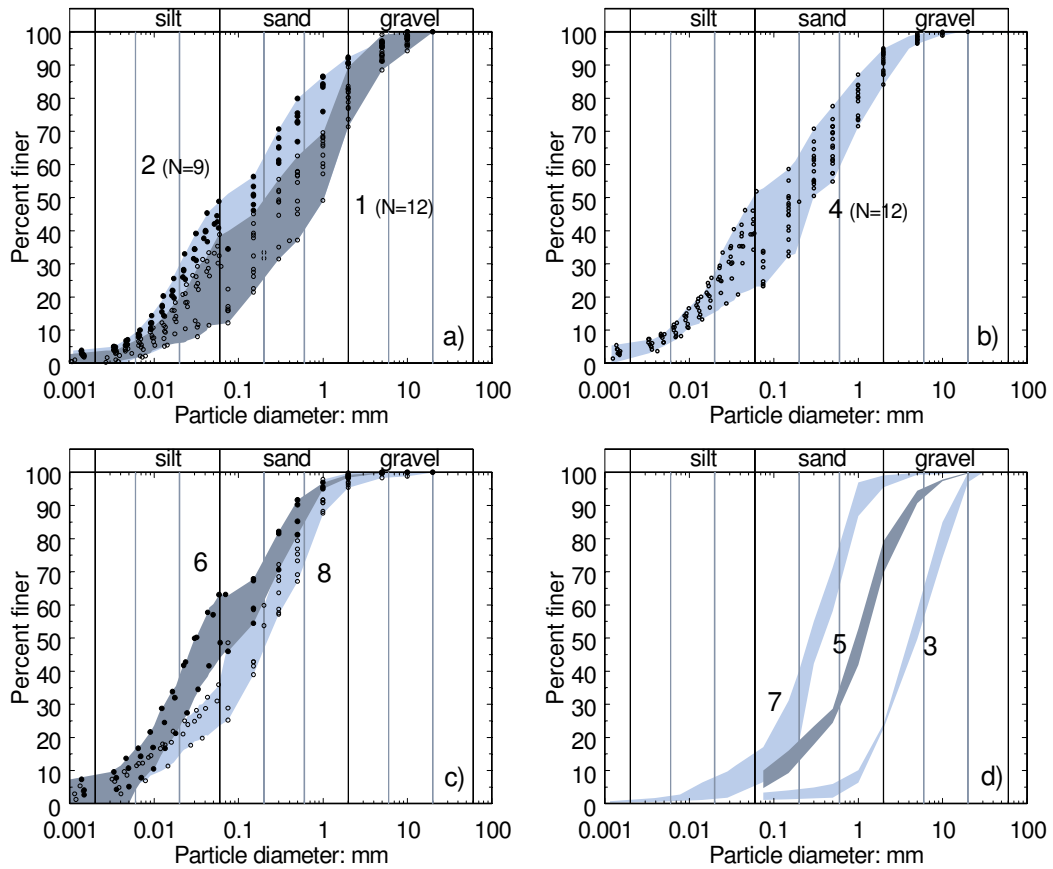 silt sand gravel
100
90
80
70
60
50
40
30
20
10
0
Percent finer
2 (N=9)
1 (N=12)
a)
0.001 0.01 0.1 1 10 100
Particle diameter: mm
silt sand gravel
100
90
80
70
60
50
40
30
20
10
0
Percent finer
4 (N=12)
b)
0.001 0.01 0.1 1 10 100
Particle diameter: mm
silt sand gravel
100
90
80
70
60
50
40
30
20
10
0
Percent finer
6
8
c)
0.001 0.01 0.1 1 10 100
Particle diameter: mm
silt sand gravel
100
90
80
70
60
50
40
30
20
10
0
Percent finer
5 3
7
d)
0.001 0.01 0.1 1 10 100
Particle diameter: mm